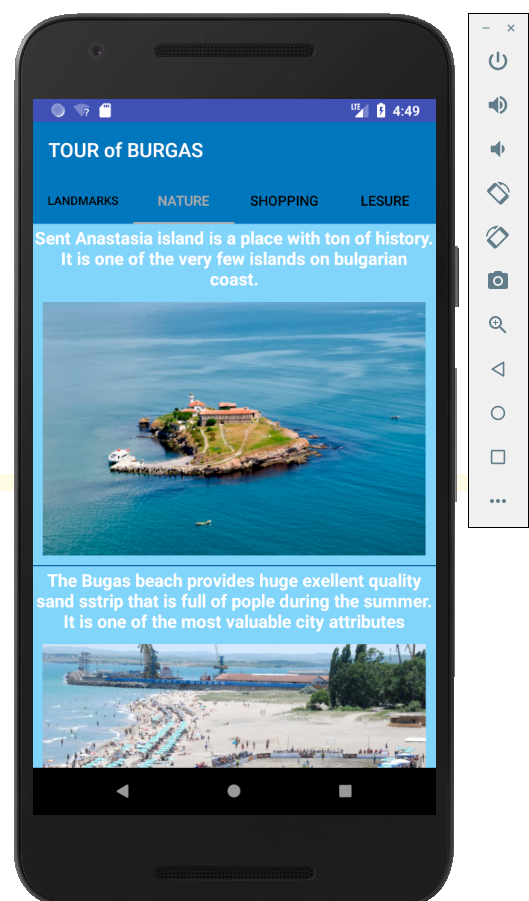 LTE 4:49
TOUR of BURGAS
LANDMARKS NATURE SHOPPING LESURE
Sent Anastasia island is a place with ton of history.
It is one of the very few islands on bulgarian
coast.
The Bugas beach provides huge exellent quality
sand sstrip that is full of pople during the summer.
It is one of the most valuable city attributes